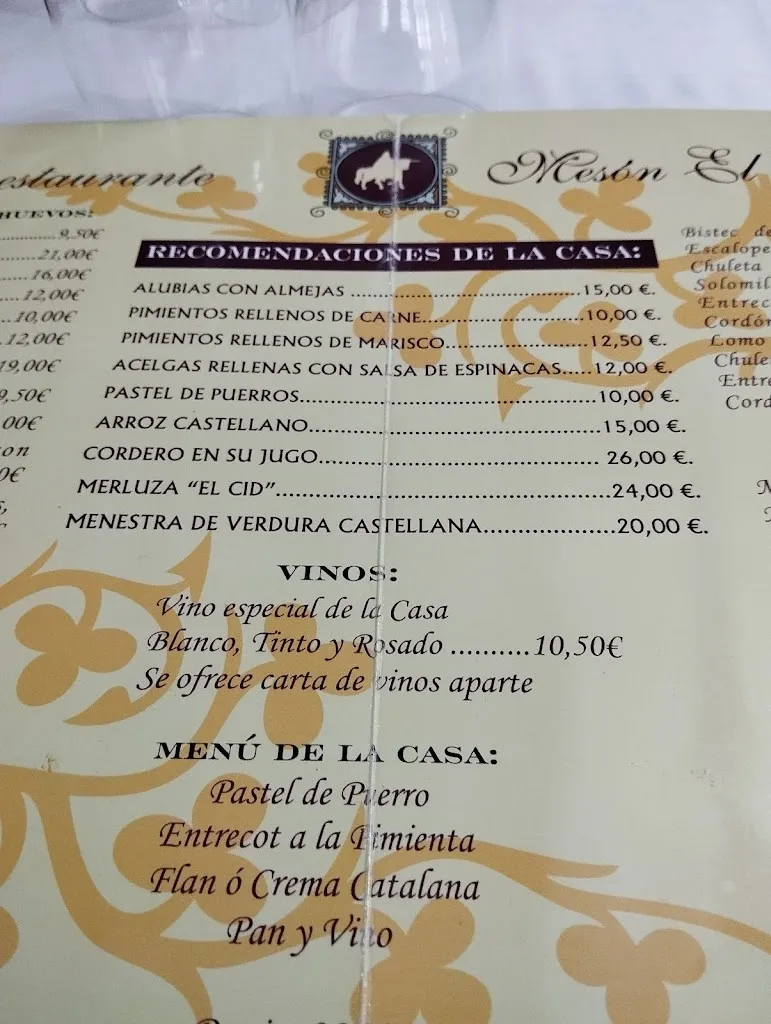 Mesón El
HUEVOS:
9,50€
21,00€
16,00€
12,00€
10,00€
12,00€
19,00€
9,50€
00€
on
0€
RECOMENDACIONES DE LA CASA:
ALUBIAS CON ALMEJAS ........................................15,00 €.
PIMIENTOS RELLENOS DE CARNE...........................10,00 €.
PIMIENTOS RELLENOS DE MARISCO........................12,50 €.
ACELGAS RELLENAS CON SALSA DE ESPINACAS.....12,00 €.
PASTEL DE PUERROS..................................................10,00 €.
ARROZ CASTELLANO..................................................15,00 €.
CORDERO EN SU JUGO............................................. 26,00 €.
MERLUZA “EL CID”.....................................................24,00 €.
MENESTRA DE VERDURA CASTELLANA.....................20,00 €.
VINOS:
Vino especial de la Casa
Blanco, Tinto y Rosado ..........10,50€
Se ofrece carta de vinos aparte
MENÚ DE LA CASA:
Pastel de Puerro
Entrecot a la Pimienta
Flan ó Crema Catalana
Pan y Vino
Bistec de
Escalope
Chuleta
Solomil
Entrec
Cordón
Lomo
Chule
Entre
Cord